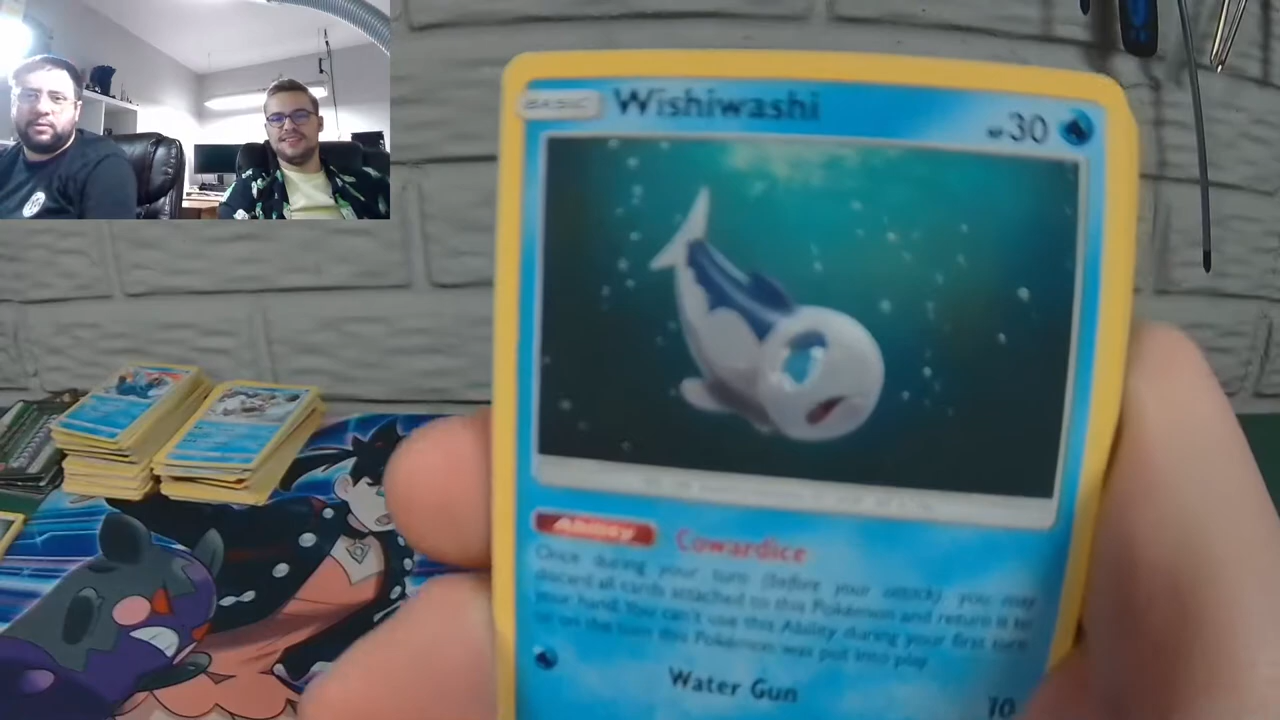 BASIC Wishiwashi HP 30
Ability Cowardice
Once during your turn (before your attack), you may
discard all cards attached to this Pokémon and return it to
your hand. You can't use this Ability during your first turn
or on the turn this Pokémon was put into play.
Water Gun 10